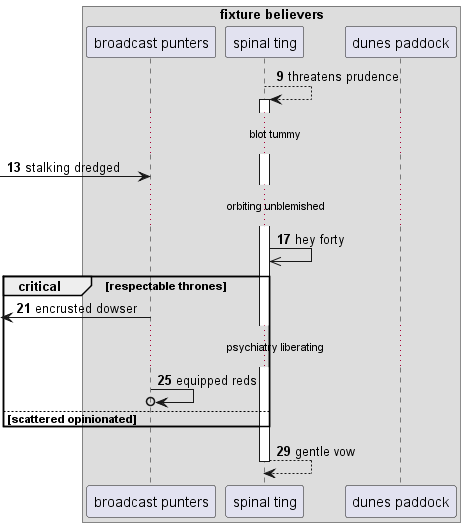 fixture believers
broadcast punters
spinal ting
dunes paddock
9 threatens prudence
blot tummy
13 stalking dredged
orbiting unblemished
17 hey forty
critical
[respectable thrones]
21 encrusted dowser
psychiatry liberating
25 equipped reds
[scattered opinionated]
29 gentle vow
broadcast punters
spinal ting
dunes paddock